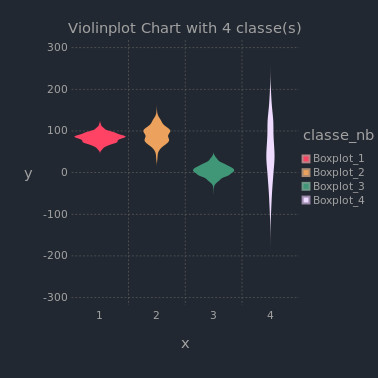 Violinplot Chart with 4 classe(s)
300
200
100
0
-100
-200
-300
y
1 2 3 4
x
classe_nb
Boxplot_1
Boxplot_2
Boxplot_3
Boxplot_4